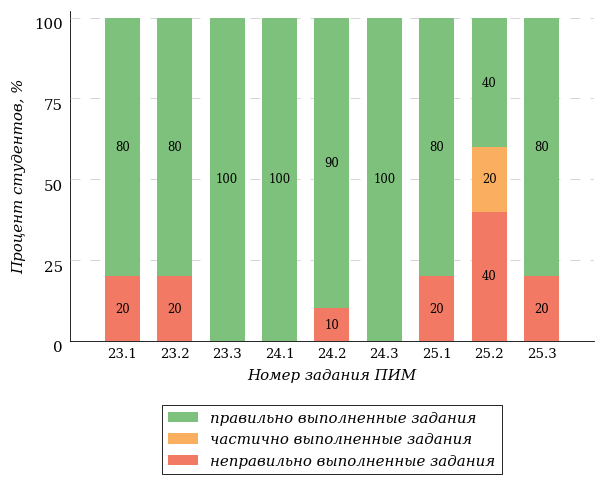 100
75
50
25
0
Процент студентов, %
80 80 100 100 90 100 80 40 80
20
20 20 10 20 40 20
23.1 23.2 23.3 24.1 24.2 24.3 25.1 25.2 25.3
Номер задания ПИМ
правильно выполненные задания
частично выполненные задания
неправильно выполненные задания